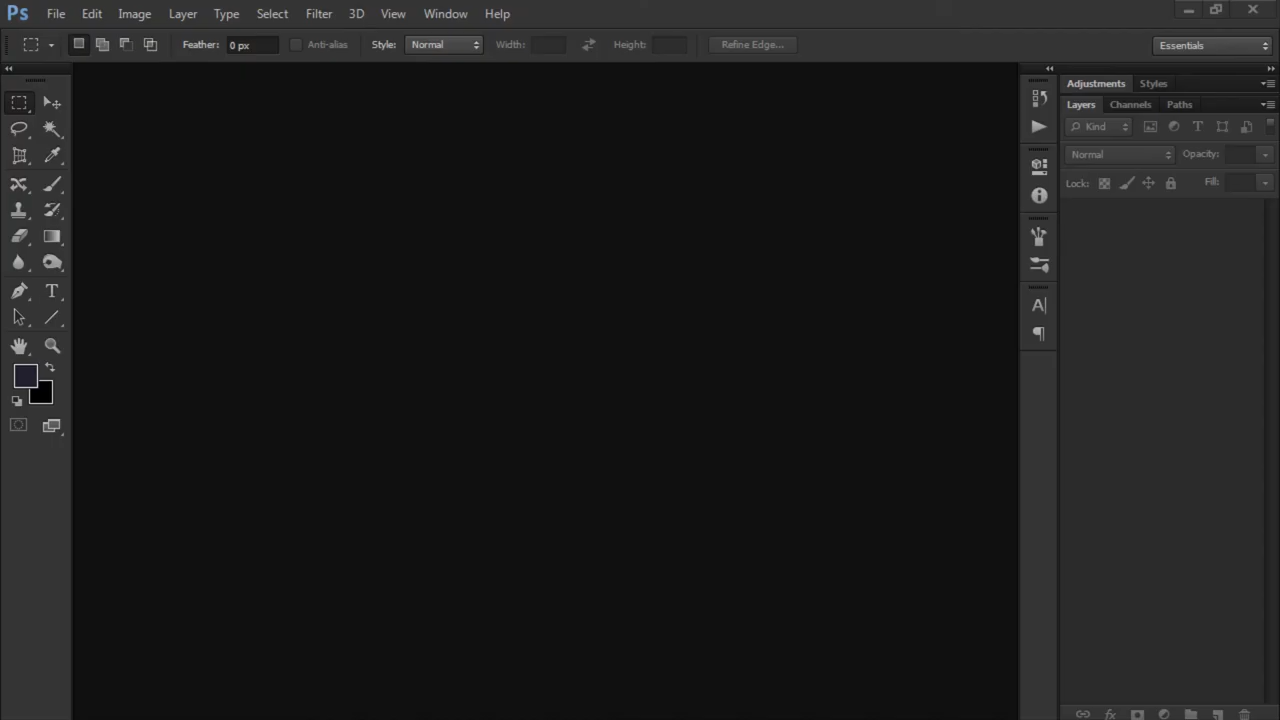 Ps File Edit Image Layer Type Select Filter 3D View Window Help
Feather: 0 px Anti-alias Style: Normal Width: Height: Refine Edge... Essentials
Adjustments Styles
Layers Channels Paths
Kind
Normal Opacity:
Lock: Fill: